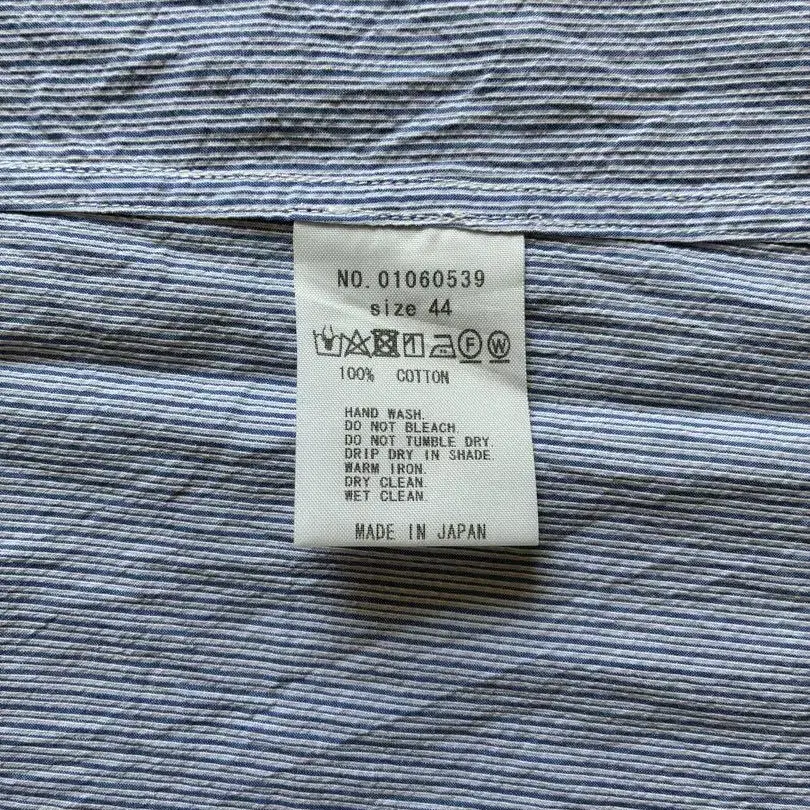 NO. 01060539
size 44
F W
100% COTTON
HAND WASH.
DO NOT BLEACH.
DO NOT TUMBLE DRY.
DRIP DRY IN SHADE.
WARM IRON.
DRY CLEAN.
WET CLEAN.
MADE IN JAPAN